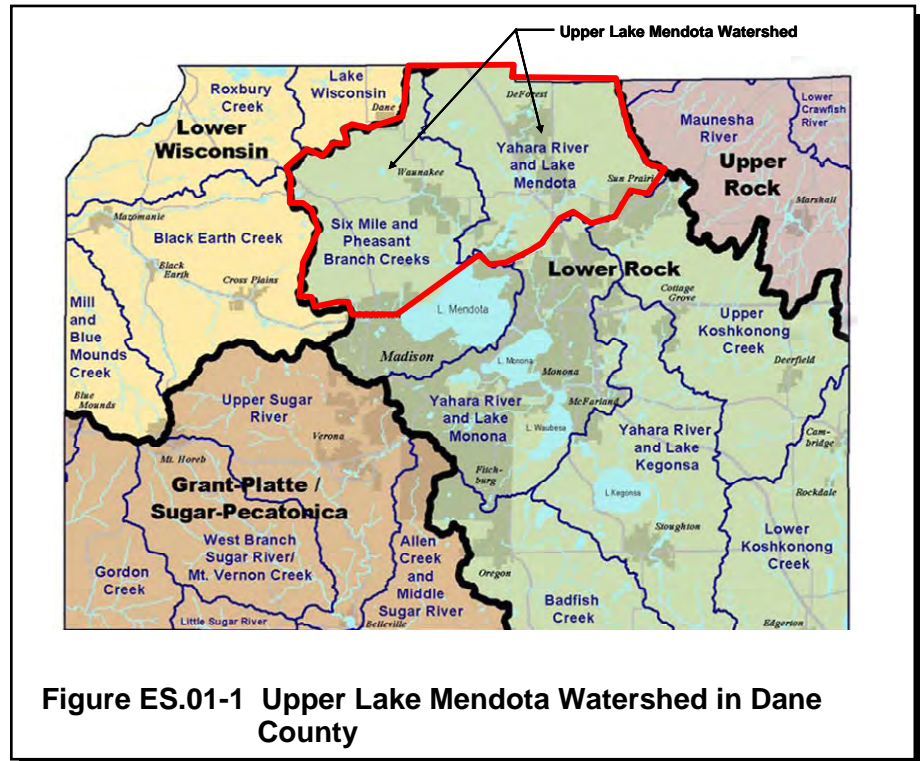 Upper Lake Mendota Watershed
Roxbury
Creek
Lake
Wisconsin
Dane
DeForest
Lower
Crawfish
River
Maunesha
River
Lower
Wisconsin
Yahara River
and Lake
Mendota
Upper
Rock
Waunakee
Sun Prairie
Marshall
Mazomanie
Black Earth Creek
Six Mile and
Pheasant
Branch Creeks
Black
Earth
Cross Plains
Lower Rock
Cottage
Grove
Mill
and
Blue
Mounds
Creek
L. Mendota
Upper
Koshkonong
Creek
Madison
L. Monona
Monona
Deerfield
Blue
Mounds
Upper Sugar
River
Yahara River
and Lake
Monona
McFarland
L. Waubesa
Yahara River
and Lake
Kegonsa
Cam-
bridge
Verona
Mt. Horeb
Fitch-
burg
Grant-Platte /
Sugar-Pecatonica
L.Kegonsa
Rockdale
Stoughton
West Branch
Sugar River/
Mt. Vernon Creek
Allen
Creek
and
Middle
Sugar River
Lower
Koshkonong
Creek
Gordon
Creek
Oregon
Badfish
Creek
Little Sugar River
Belleville
Edgerton
Figure ES.01-1 Upper Lake Mendota Watershed in Dane
County